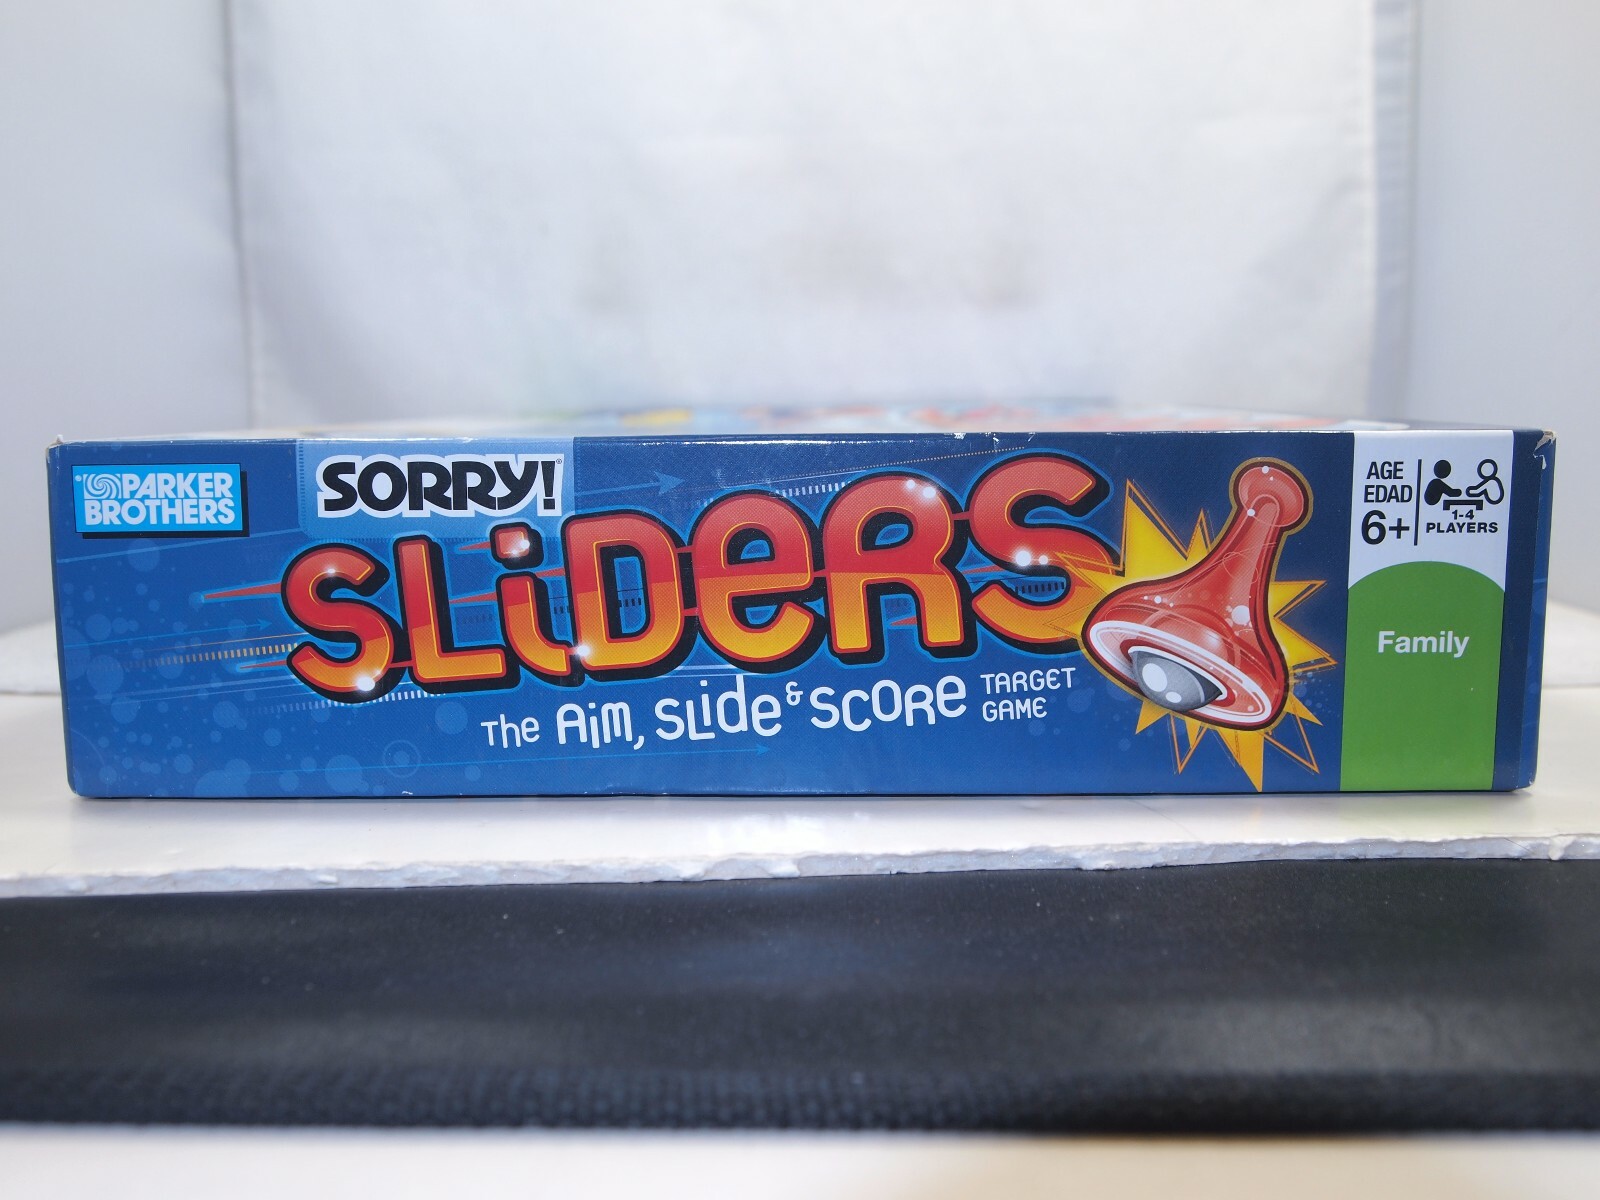 PARKER
BROTHERS
SORRY!
SLiDeRS
The Aim, Slide & Score TARGET GAME
AGE
EDAD
6+
1-4
PLAYERS
Family